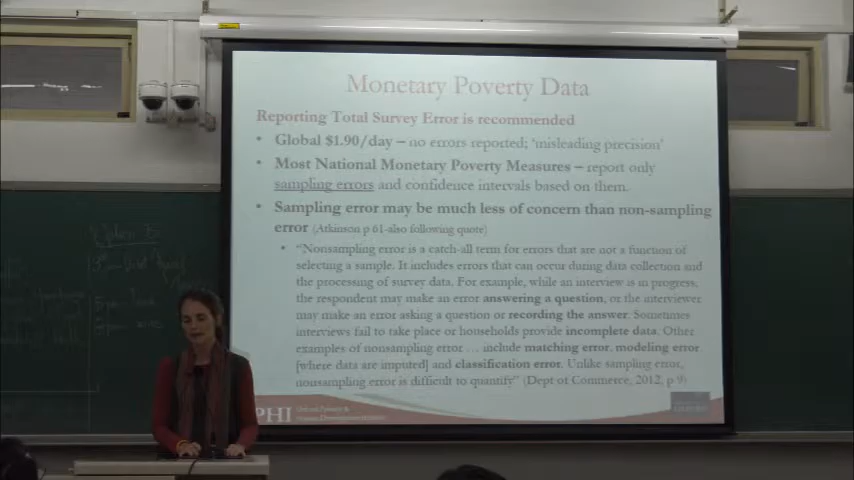 Monetary Poverty Data
Reporting Total Survey Error is recommended
• Global $1.90/day – no errors reported; 'misleading precision'
• Most National Monetary Poverty Measures – report only
sampling errors and confidence intervals based on them.
• Sampling error may be much less of concern than non-sampling
error (Atkinson p 61-also following quote)
• "Nonsampling error is a catch-all term for errors that are not a function of
selecting a sample. It includes errors that can occur during data collection and
the processing of survey data. For example, while an interview is in progress,
the respondent may make an error answering a question, or the interviewer
may make an error asking a question or recording the answer. Sometimes
interviews fail to take place or households provide incomplete data. Other
examples of nonsampling error … include matching error, modeling error
[where data are imputed] and classification error. Unlike sampling error,
nonsampling error is difficult to quantify" (Dept of Commerce, 2012, p 9)
PHI